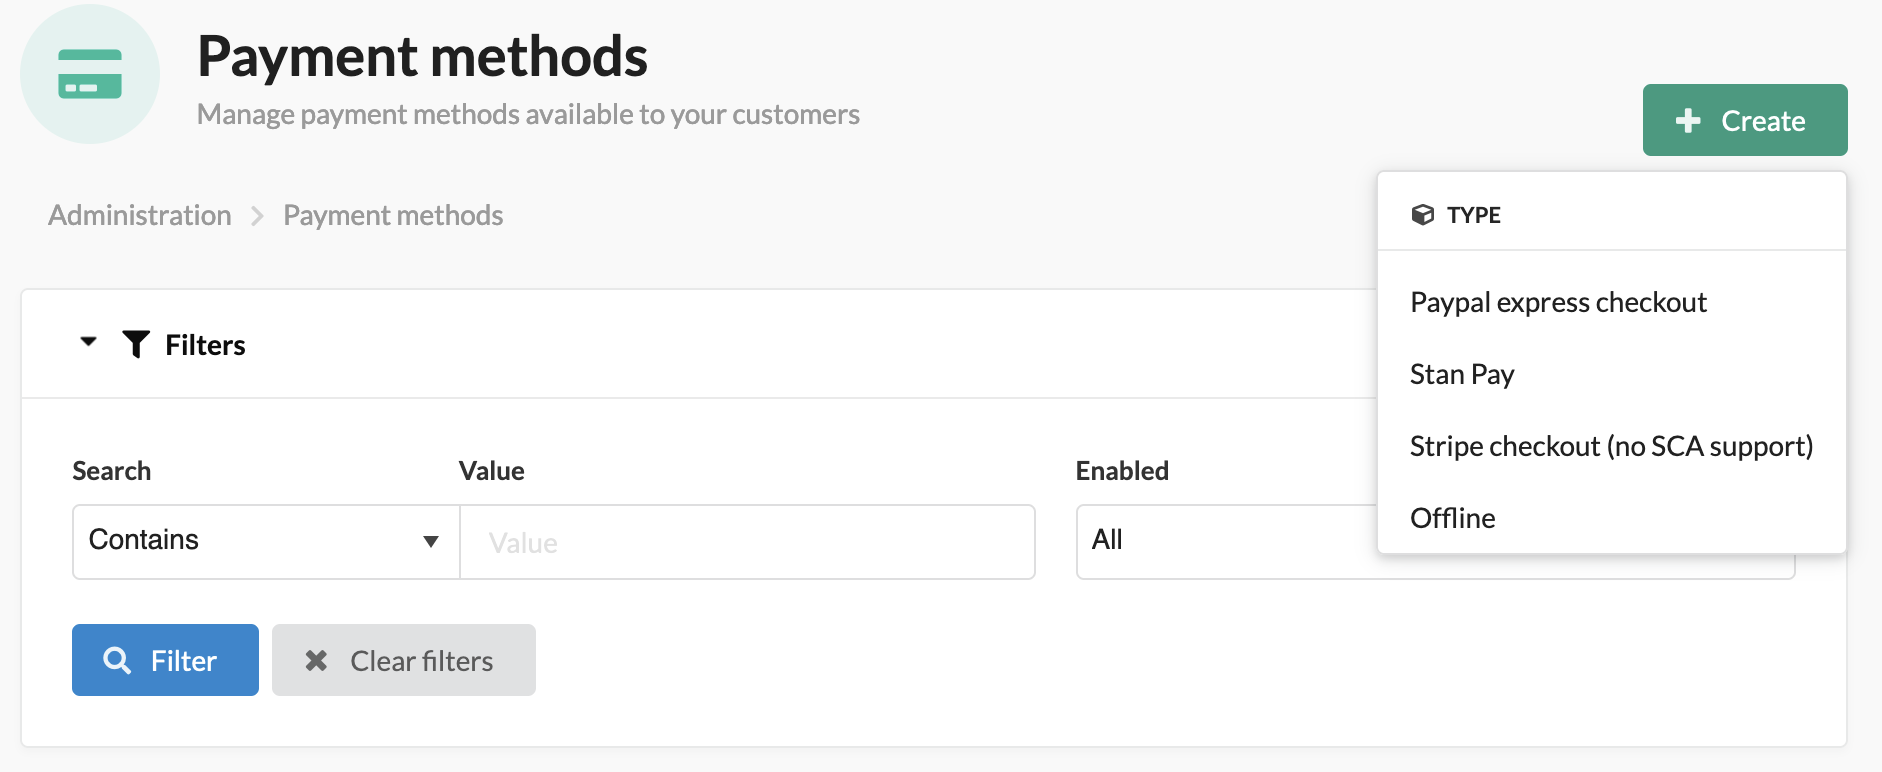 Payment methods
Manage payment methods available to your customers
Create
Administration > Payment methods
TYPE
Paypal express checkout
Stan Pay
Stripe checkout (no SCA support)
Offline
Filters
Search Value Enabled
Contains Value All
Filter Clear filters